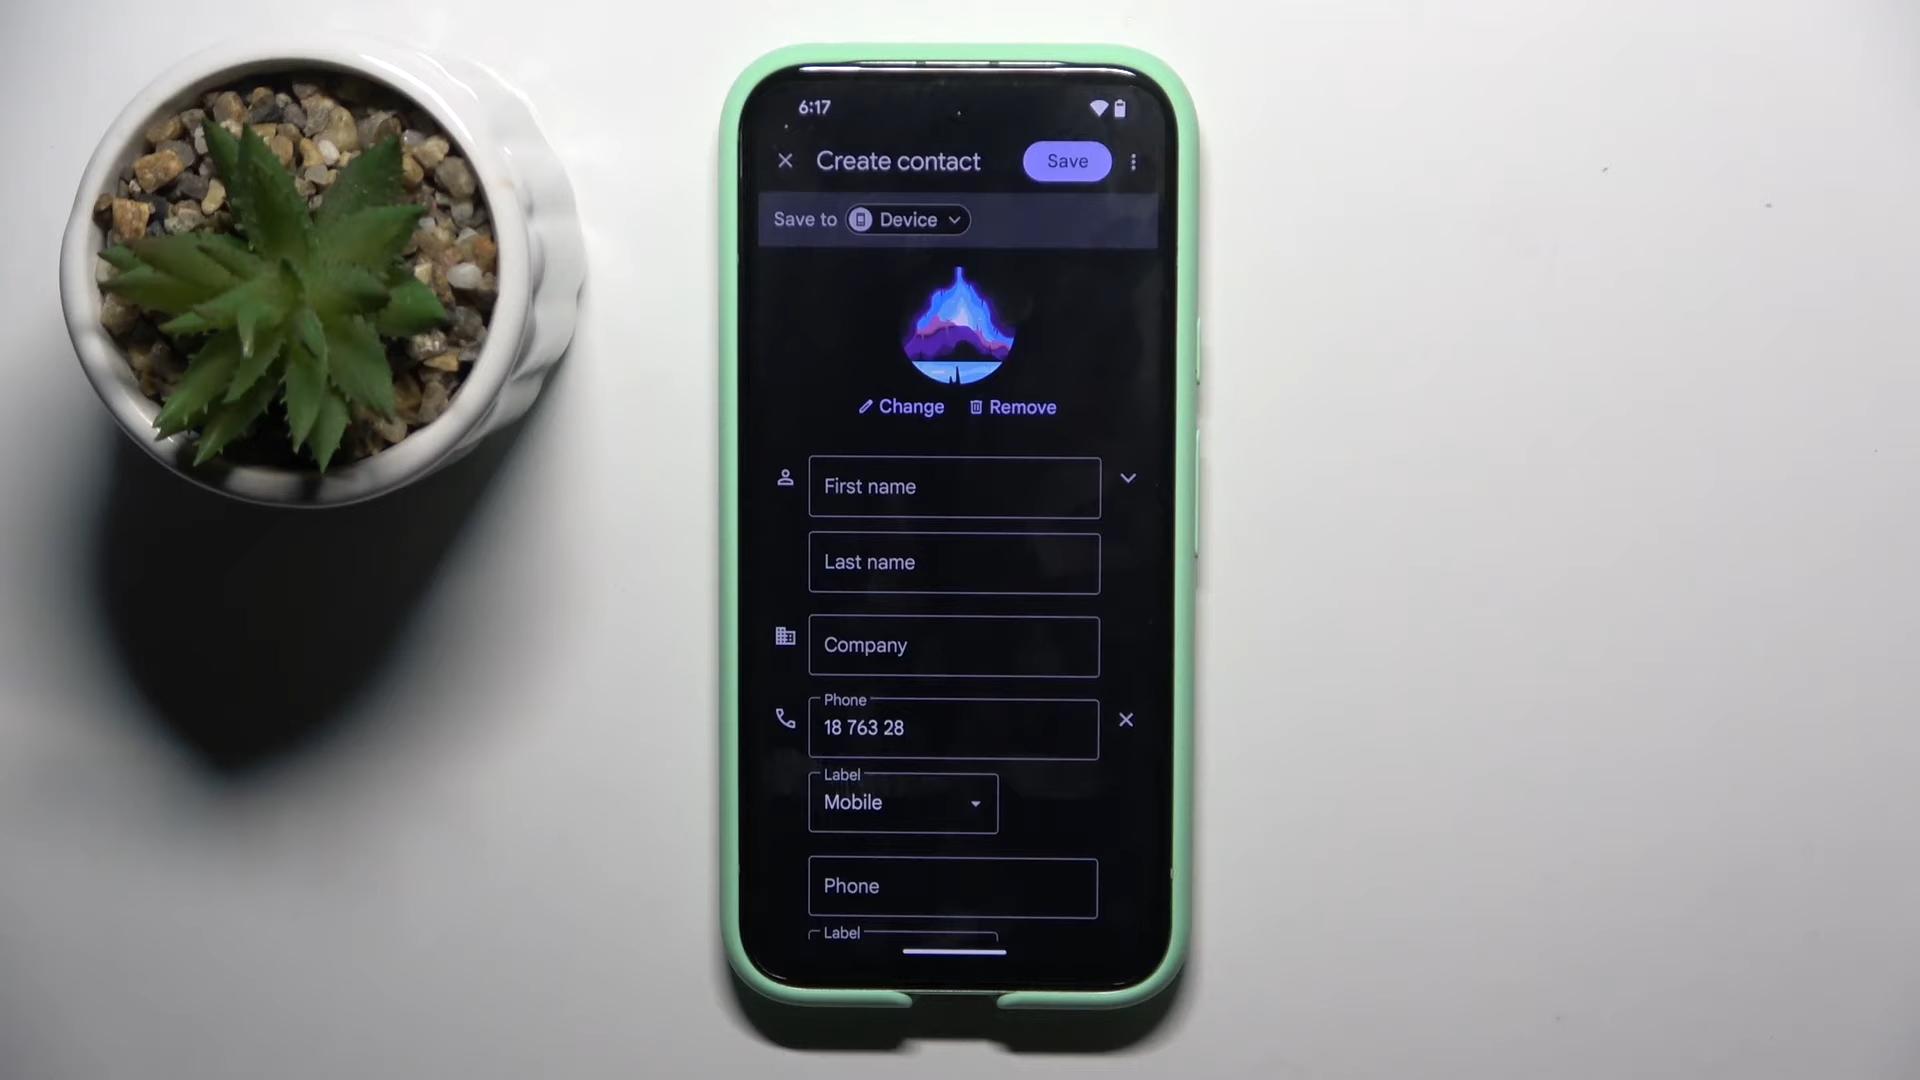 6:17
Create contact Save
Save to Device
Change Remove
First name
Last name
Company
Phone
18 763 28
Label
Mobile
Phone
Label